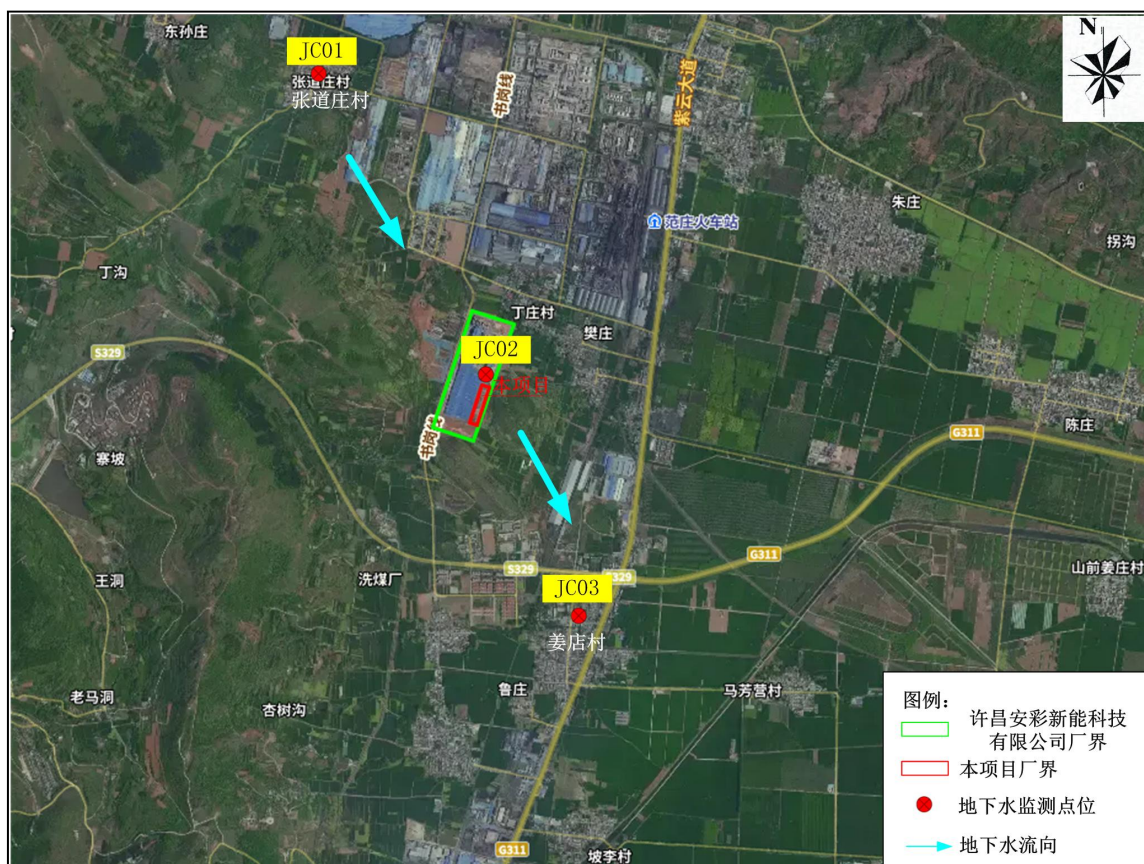 东孙庄
JC01
张道庄村
张道庄村
书岗线
紫云大道
N
朱庄
范庄火车站
拐沟
丁沟
丁庄村
樊庄
S329
JC02
本项目
陈庄
G311
书岗线
寨坡
G311
王洞
洗煤厂
S329
S329
山前姜庄村
JC03
姜店村
老马洞
杏树沟
鲁庄
马芳营村
G311
坡李村
图例：
许昌安彩新能科技
有限公司厂界
本项目厂界
地下水监测点位
地下水流向